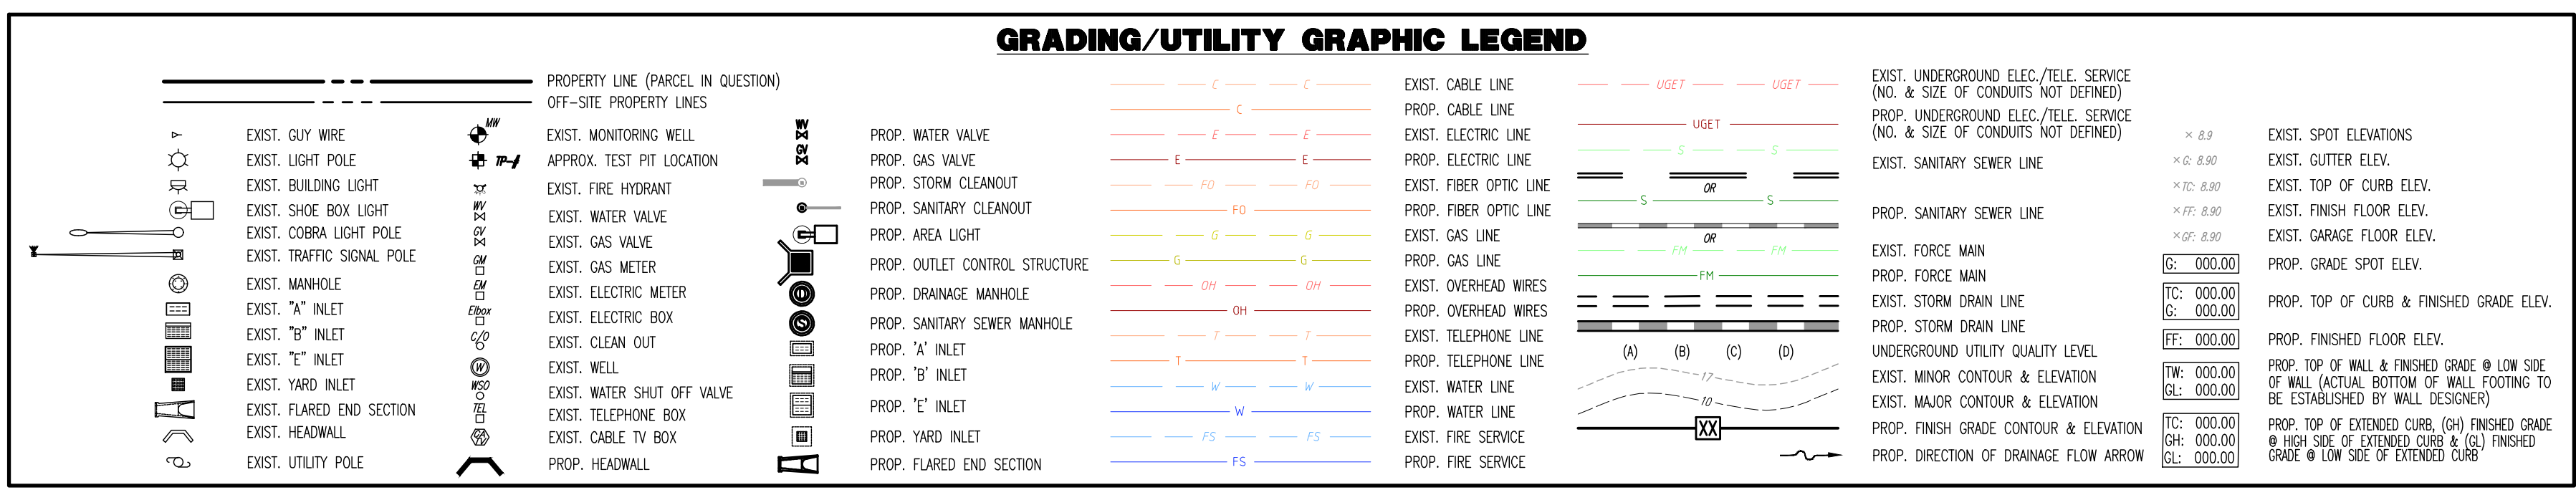 GRADING/UTILITY GRAPHIC LEGEND
PROPERTY LINE (PARCEL IN QUESTION)
OFF-SITE PROPERTY LINES
EXIST. GUY WIRE
EXIST. LIGHT POLE
EXIST. BUILDING LIGHT
EXIST. SHOE BOX LIGHT
EXIST. COBRA LIGHT POLE
EXIST. TRAFFIC SIGNAL POLE
EXIST. MANHOLE
EXIST. "A" INLET
EXIST. "B" INLET
EXIST. "E" INLET
EXIST. YARD INLET
EXIST. FLARED END SECTION
EXIST. HEADWALL
EXIST. UTILITY POLE
MW EXIST. MONITORING WELL
TP-# APPROX. TEST PIT LOCATION
EXIST. FIRE HYDRANT
WV EXIST. WATER VALVE
GV EXIST. GAS VALVE
GM EXIST. GAS METER
EM EXIST. ELECTRIC METER
Elbox EXIST. ELECTRIC BOX
C/O EXIST. CLEAN OUT
W EXIST. WELL
WSO EXIST. WATER SHUT OFF VALVE
TEL EXIST. TELEPHONE BOX
EXIST. CABLE TV BOX
PROP. HEADWALL
WV PROP. WATER VALVE
GV PROP. GAS VALVE
PROP. STORM CLEANOUT
PROP. SANITARY CLEANOUT
PROP. AREA LIGHT
PROP. OUTLET CONTROL STRUCTURE
D PROP. DRAINAGE MANHOLE
S PROP. SANITARY SEWER MANHOLE
PROP. 'A' INLET
PROP. 'B' INLET
PROP. 'E' INLET
PROP. YARD INLET
PROP. FLARED END SECTION
C C EXIST. CABLE LINE
C PROP. CABLE LINE
E E EXIST. ELECTRIC LINE
E E PROP. ELECTRIC LINE
FO FO EXIST. FIBER OPTIC LINE
FO PROP. FIBER OPTIC LINE
G G EXIST. GAS LINE
G G PROP. GAS LINE
OH OH EXIST. OVERHEAD WIRES
OH PROP. OVERHEAD WIRES
T T EXIST. TELEPHONE LINE
T T PROP. TELEPHONE LINE
W W EXIST. WATER LINE
W PROP. WATER LINE
FS FS EXIST. FIRE SERVICE
FS PROP. FIRE SERVICE
UGET UGET EXIST. UNDERGROUND ELEC./TELE. SERVICE
(NO. & SIZE OF CONDUITS NOT DEFINED)
UGET PROP. UNDERGROUND ELEC./TELE. SERVICE
(NO. & SIZE OF CONDUITS NOT DEFINED)
S S
EXIST. SANITARY SEWER LINE
OR
S S
PROP. SANITARY SEWER LINE
OR
FM FM EXIST. FORCE MAIN
FM PROP. FORCE MAIN
EXIST. STORM DRAIN LINE
PROP. STORM DRAIN LINE
(A) (B) (C) (D) UNDERGROUND UTILITY QUALITY LEVEL
17 EXIST. MINOR CONTOUR & ELEVATION
10 EXIST. MAJOR CONTOUR & ELEVATION
XX PROP. FINISH GRADE CONTOUR & ELEVATION
PROP. DIRECTION OF DRAINAGE FLOW ARROW
× 8.9 EXIST. SPOT ELEVATIONS
× G: 8.90 EXIST. GUTTER ELEV.
× TC: 8.90 EXIST. TOP OF CURB ELEV.
× FF: 8.90 EXIST. FINISH FLOOR ELEV.
× GF: 8.90 EXIST. GARAGE FLOOR ELEV.
G: 000.00 PROP. GRADE SPOT ELEV.
TC: 000.00
G: 000.00
PROP. TOP OF CURB & FINISHED GRADE ELEV.
FF: 000.00 PROP. FINISHED FLOOR ELEV.
TW: 000.00
GL: 000.00
PROP. TOP OF WALL & FINISHED GRADE @ LOW SIDE
OF WALL (ACTUAL BOTTOM OF WALL FOOTING TO
BE ESTABLISHED BY WALL DESIGNER)
TC: 000.00
GH: 000.00
GL: 000.00
PROP. TOP OF EXTENDED CURB, (GH) FINISHED GRADE
@ HIGH SIDE OF EXTENDED CURB & (GL) FINISHED
GRADE @ LOW SIDE OF EXTENDED CURB